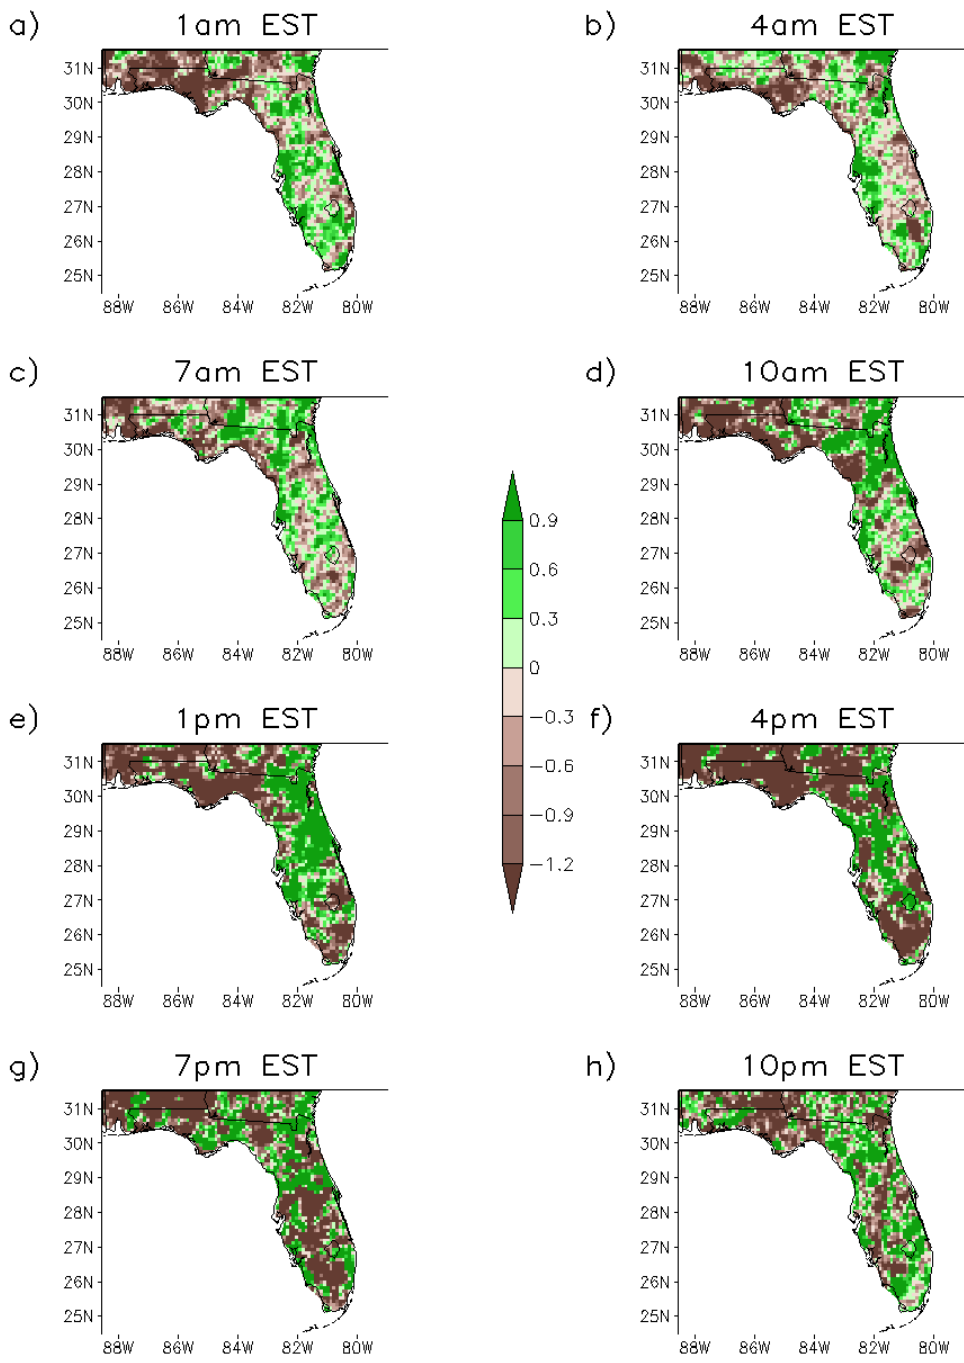 a) 1am EST
b) 4am EST
31N
30N
29N
28N
27N
26N
25N
88W 86W 84W 82W 80W
31N
30N
29N
28N
27N
26N
25N
88W 86W 84W 82W 80W
c) 7am EST
d) 10am EST
31N
30N
29N
28N
27N
26N
25N
88W 86W 84W 82W 80W
31N
30N
29N
28N
27N
26N
25N
88W 86W 84W 82W 80W
0.9
0.6
0.3
0
−0.3
−0.6
−0.9
−1.2
e) 1pm EST
f) 4pm EST
31N
30N
29N
28N
27N
26N
25N
88W 86W 84W 82W 80W
31N
30N
29N
28N
27N
26N
25N
88W 86W 84W 82W 80W
g) 7pm EST
h) 10pm EST
31N
30N
29N
28N
27N
26N
25N
88W 86W 84W 82W 80W
31N
30N
29N
28N
27N
26N
25N
88W 86W 84W 82W 80W